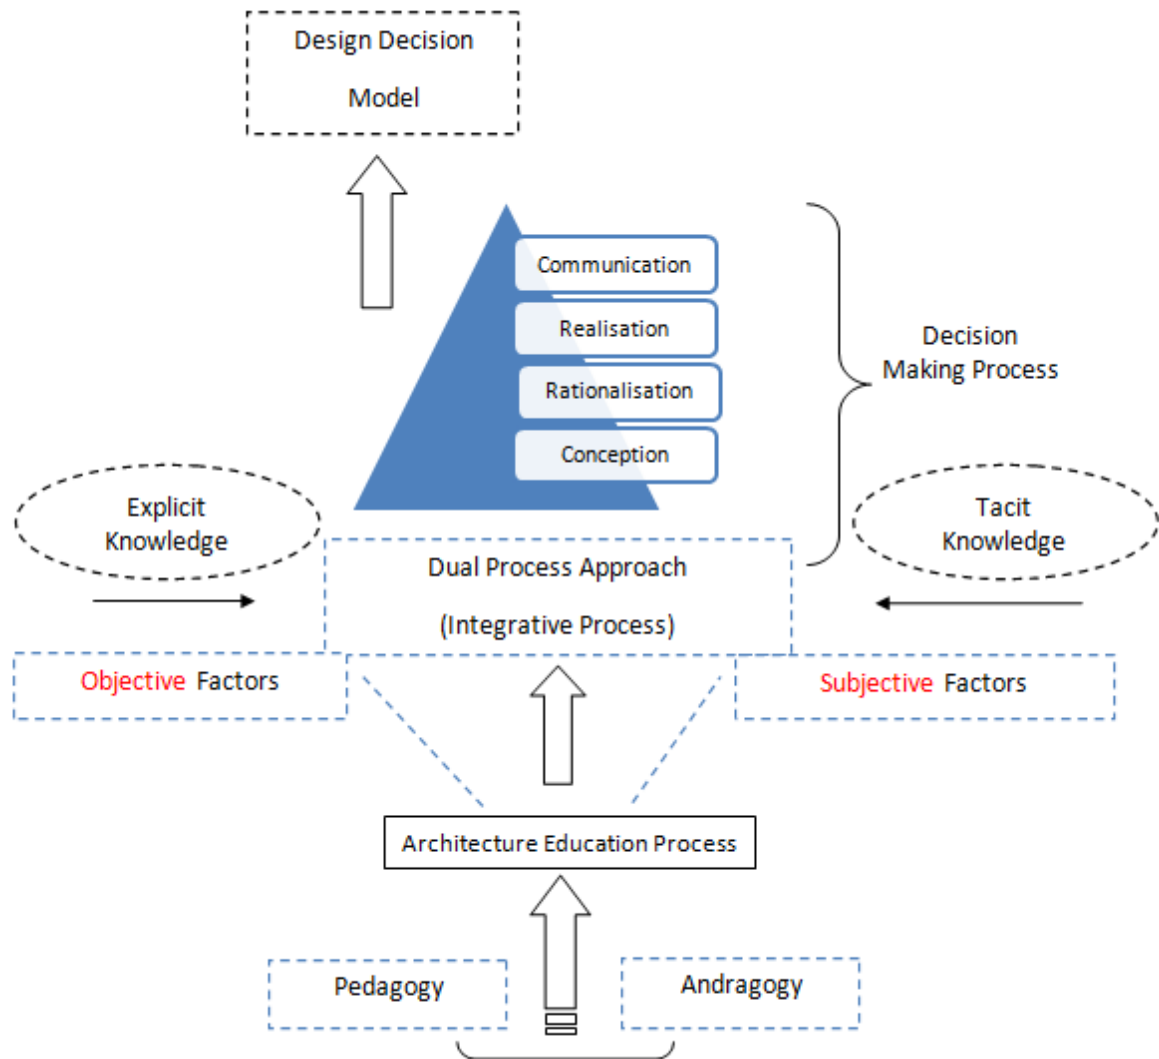 Design Decision
Model
Communication
Realisation
Rationalisation
Conception
Decision
Making Process
Explicit
Knowledge
Tacit
Knowledge
Dual Process Approach
(Integrative Process)
Objective Factors
Subjective Factors
Architecture Education Process
Pedagogy
Andragogy